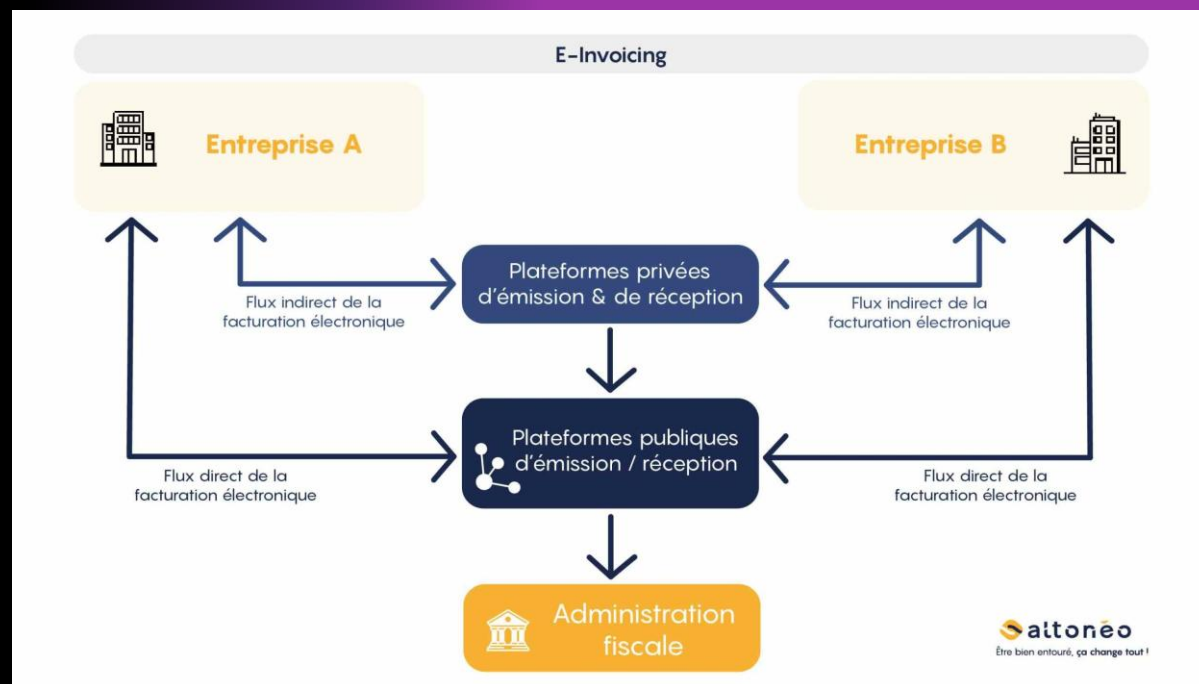 E-Invoicing
Entreprise A
Entreprise B
Plateformes privées
d'émission & de réception
Flux indirect de la
facturation électronique
Flux indirect de la
facturation électronique
Plateformes publiques
d'émission / réception
Flux direct de la
facturation électronique
Flux direct de la
facturation électronique
Administration
fiscale
altonéo
Être bien entouré, ça change tout !